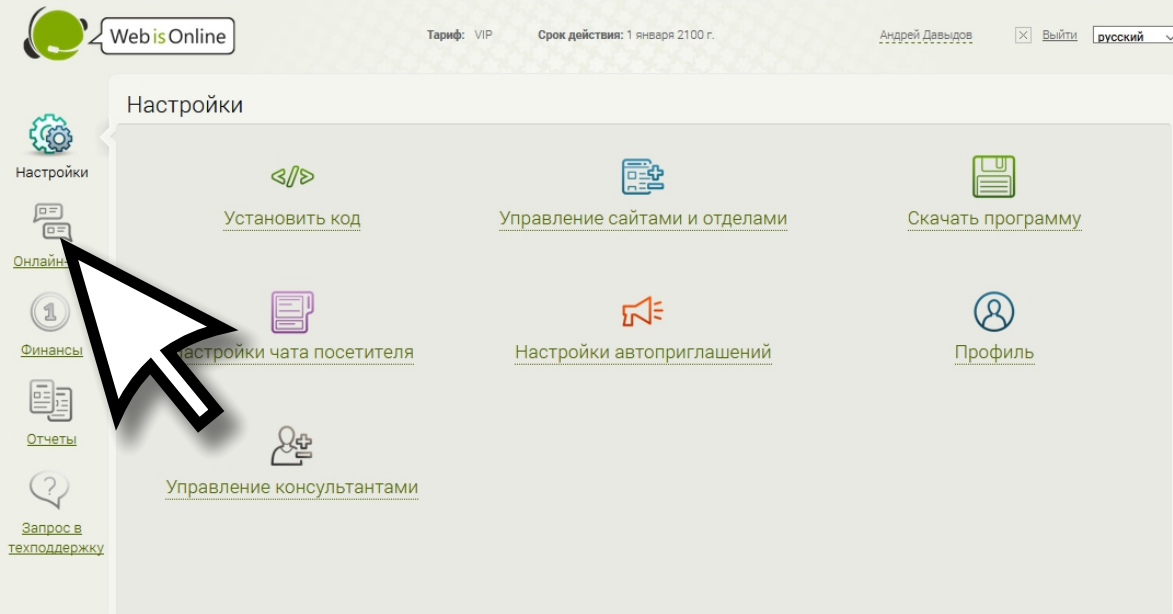 Web is Online
Тариф: VIP Срок действия: 1 января 2100 г. Андрей Давыдов Выйти русский
Настройки
Настройки
Установить код Управление сайтами и отделами Скачать программу
Онлайн-
Финансы
Настройки чата посетителя Настройки автоприглашений Профиль
Отчеты
Управление консультантами
Запрос в
техподдержку